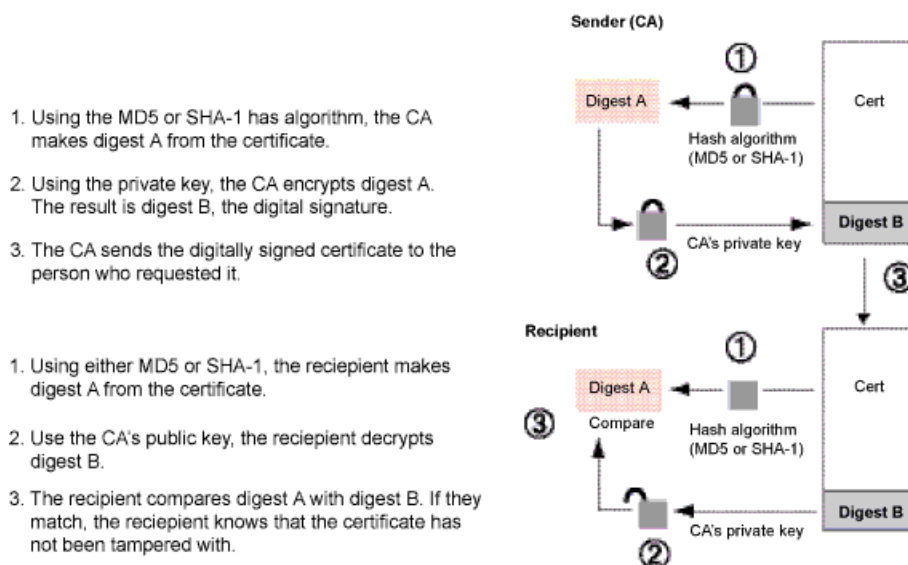 1. Using the MD5 or SHA-1 has algorithm, the CA
makes digest A from the certificate.
2. Using the private key, the CA encrypts digest A.
The result is digest B, the digital signature.
3. The CA sends the digitally signed certificate to the
person who requested it.
Sender (CA)
1
Digest A
Cert
Hash algorithm
(MD5 or SHA-1)
Digest B
CA's private key
2
3
1. Using either MD5 or SHA-1, the reciepient makes
digest A from the certificate.
2. Use the CA's public key, the reciepient decrypts
digest B.
3. The recipient compares digest A with digest B. If they
match, the reciepient knows that the certificate has
not been tampered with.
Recipient
1
Digest A
Cert
3
Compare
Hash algorithm
(MD5 or SHA-1)
Digest B
CA's private key
2